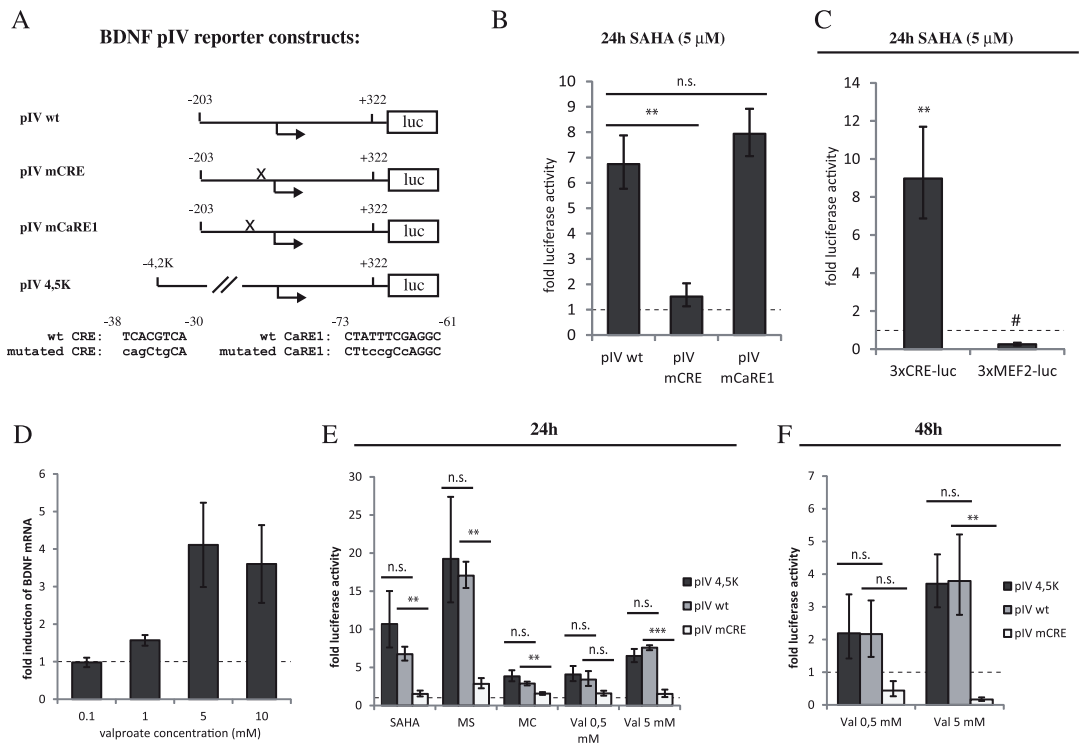 A
BDNF pIV reporter constructs:
-203
+322
pIV wt
luc
-203
X
+322
pIV mCRE
luc
-203
X
+322
pIV mCaRE1
luc
-4,2K
+322
pIV 4,5K
luc
-38
-30
-73
-61
wt CRE: TCACGTCA
wt CaRE1: CTATTTCGAGGC
mutated CRE: cagCtgCA
mutated CaRE1: CTtccgCcAGGC
B
24h SAHA (5 μM)
fold luciferase activity
10
9
8
7
6
5
4
3
2
1
0
n.s.
**
pIV wt
pIV
mCRE
pIV
mCaRE1
C
24h SAHA (5 μM)
fold luciferase activity
14
12
10
8
6
4
2
0
**
#
3xCRE-luc
3xMEF2-luc
D
fold induction of BDNF mRNA
6
5
4
3
2
1
0
0.1
1
5
10
valproate concentration (mM)
E
24h
fold luciferase activity
30
25
20
15
10
5
0
n.s.
**
n.s.
**
n.s.
**
n.s.
n.s.
n.s.
***
SAHA
MS
MC
Val 0,5
mM
Val 5 mM
pIV 4,5K
pIV wt
pIV mCRE
F
48h
fold luciferase activity
7
6
5
4
3
2
1
0
n.s.
n.s.
n.s.
**
Val 0,5 mM
Val 5 mM
pIV 4,5K
pIV wt
pIV mCRE